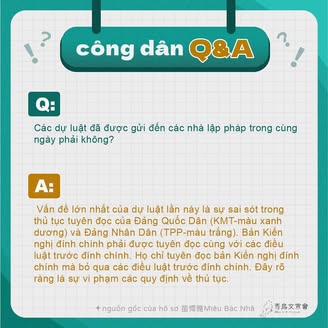 công dân Q&A
Q:
Các dự luật đã được gửi đến các nhà lập pháp trong cùng
ngày phải không?
A:
Vấn đề lớn nhất của dự luật lần này là sự sai sót trong
thủ tục tuyên đọc của Đảng Quốc Dân (KMT-màu xanh
dương) và Đảng Nhân Dân (TPP-màu trắng). Bản Kiến
nghị đính chính phải được tuyên đọc cùng với các điều
luật trước đính chính. Họ chỉ tuyên đọc bản Kiến nghị đính
chính mà bỏ qua các điều luật trước đính chính. Đây rõ
ràng là sự vi phạm các quy định về thủ tục.
✦nguồn gốc của hồ sơ 苗博雅Miêu Bác Nhã